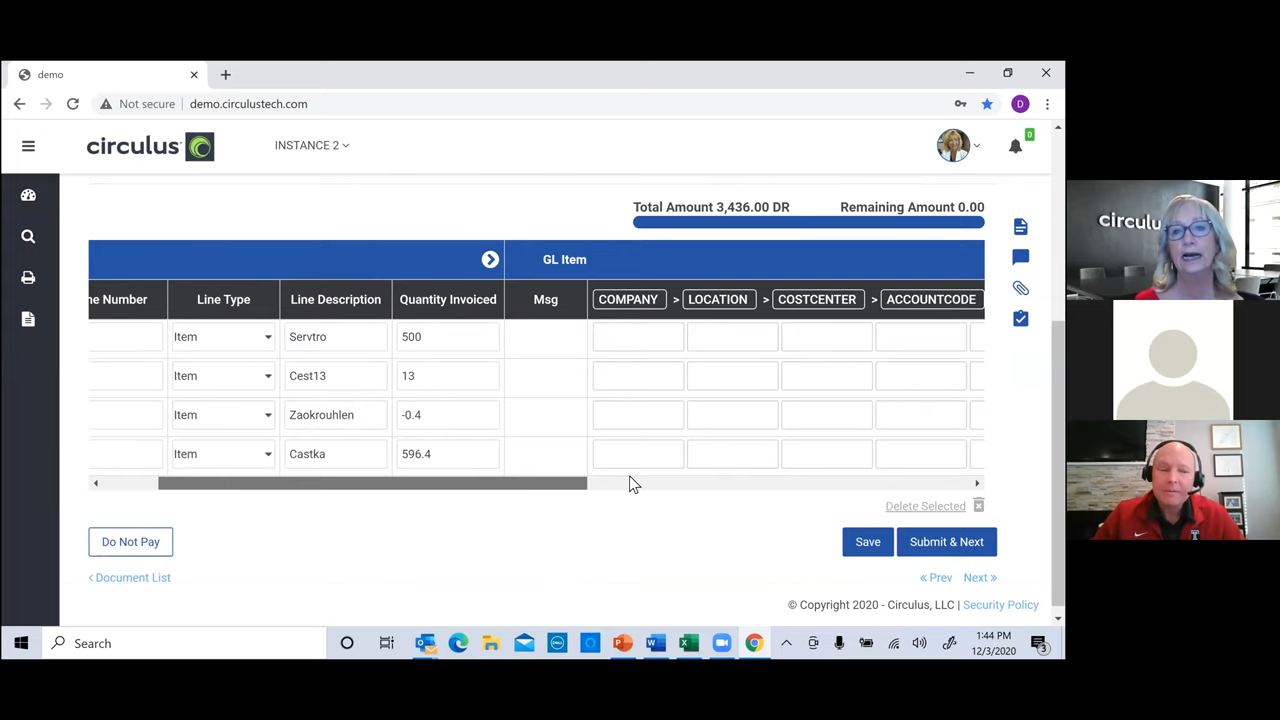 demo
Not secure
demo.circulustech.com
D
circulus
INSTANCE 2
0
Total Amount 3,436.00 DR
Remaining Amount 0.00
GL Item
ne Number
Line Type
Line Description
Quantity Invoiced
Msg
COMPANY > LOCATION > COSTCENTER > ACCOUNTCODE
Item
Servtro
500
Item
Cest13
13
Item
Zaokrouhlen
-0.4
Item
Castka
596.4
Delete Selected
Do Not Pay
Save
Submit & Next
Document List
Prev
Next
© Copyright 2020 - Circulus, LLC | Security Policy
Search
DELL
1:44 PM
12/3/2020
3
circulu